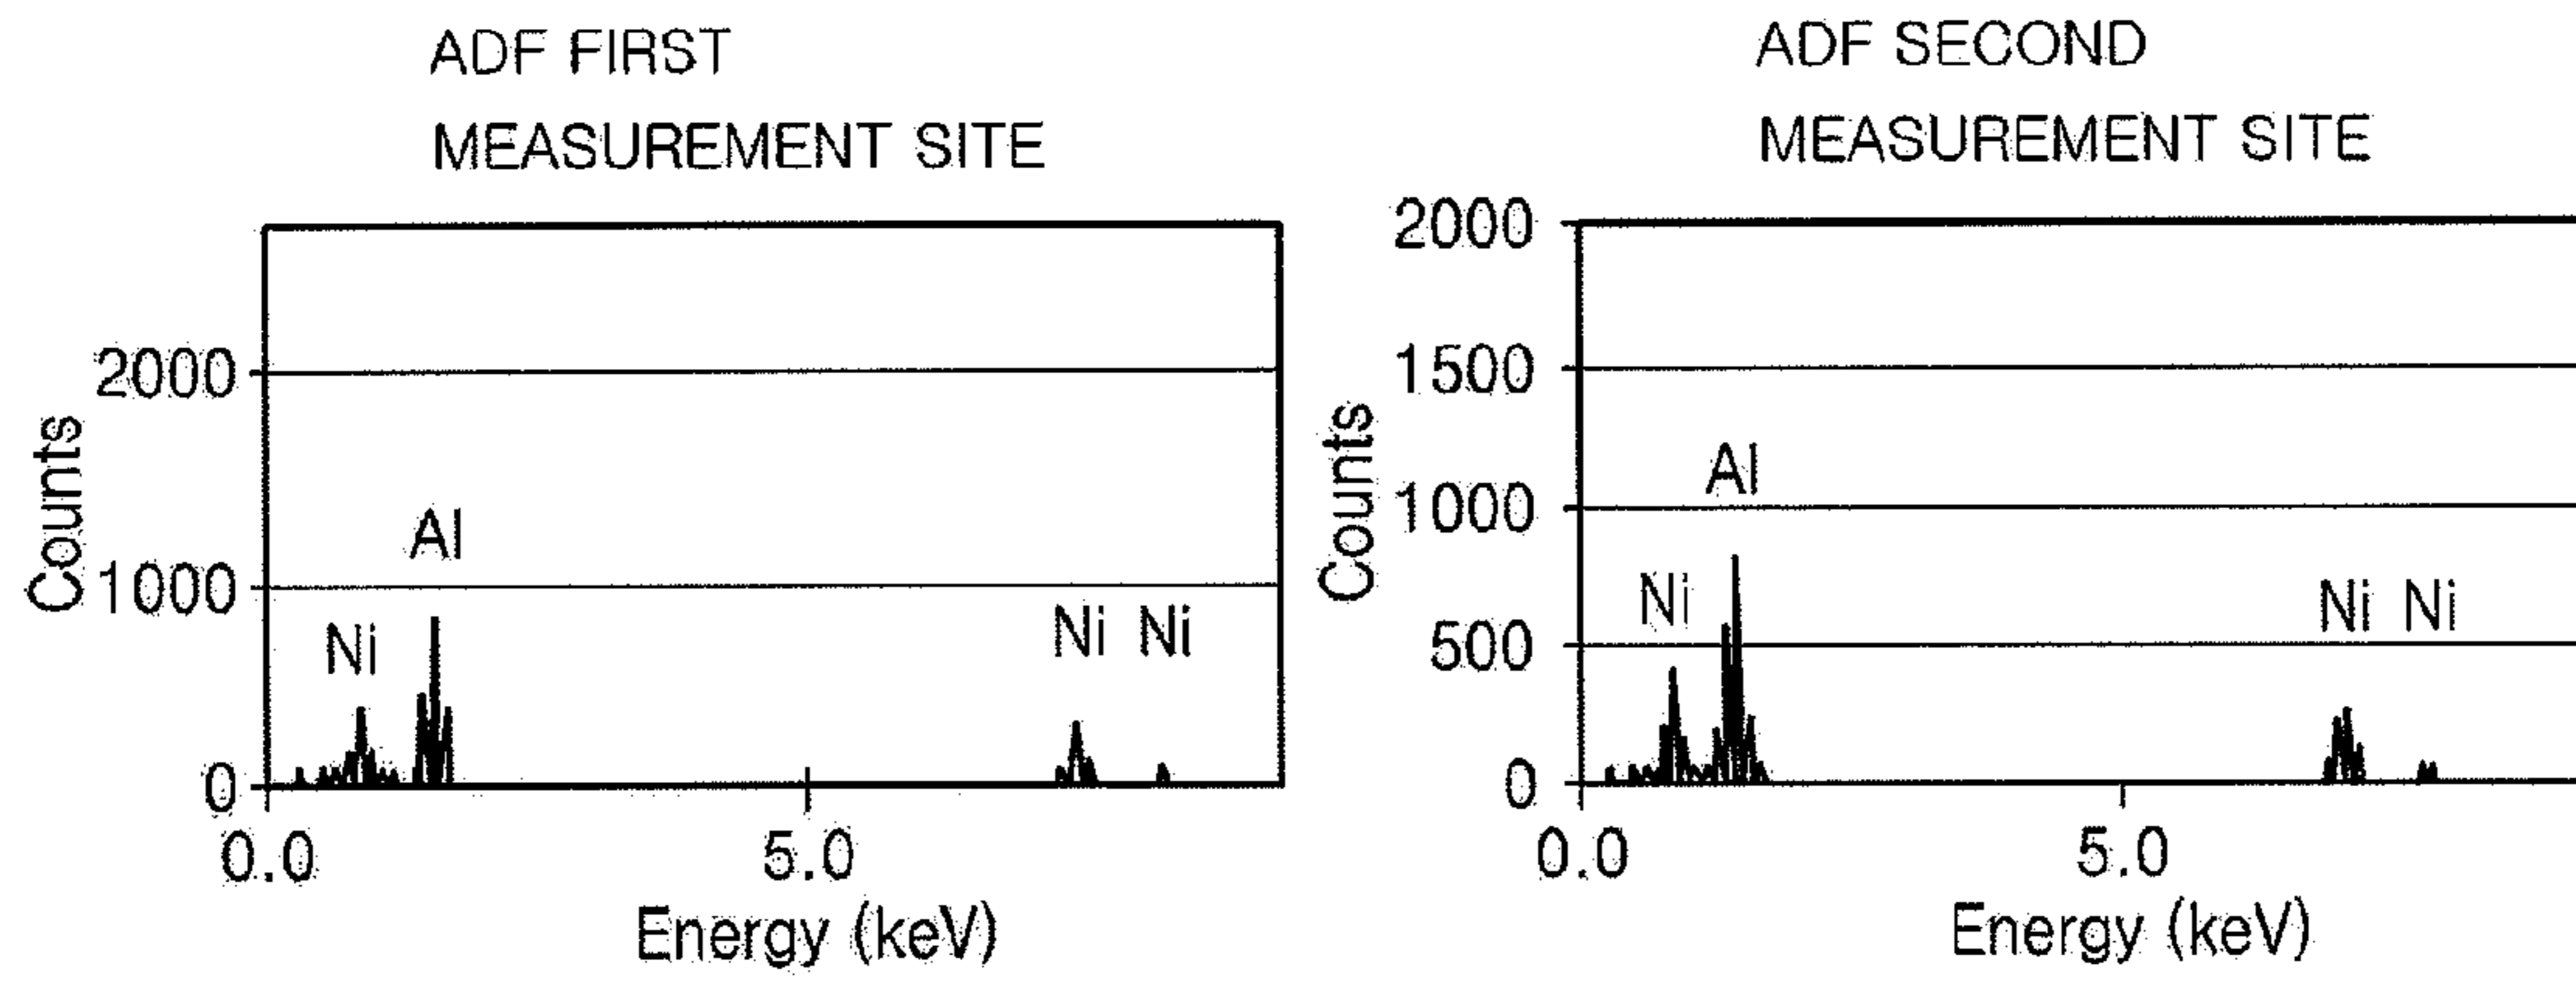 ADF FIRST
MEASUREMENT SITE
Counts
2000
1000
0
Al
Ni
Ni Ni
0.0 5.0
Energy (keV)
ADF SECOND
MEASUREMENT SITE
Counts
2000
1500
1000
500
0
Al
Ni
Ni Ni
0.0 5.0
Energy (keV)